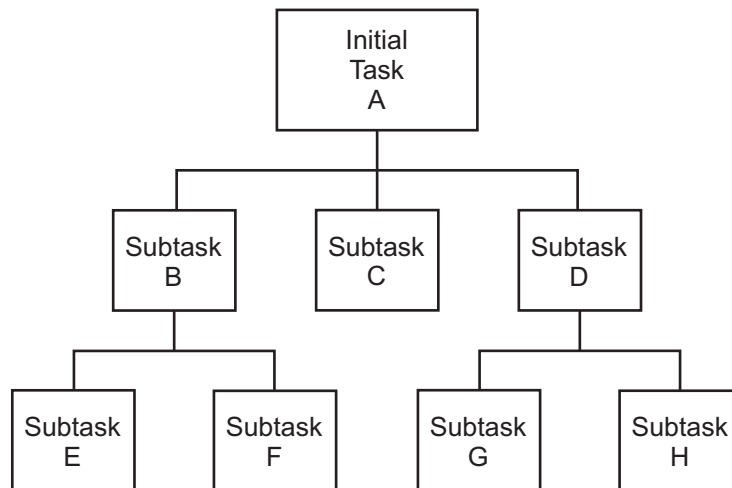 Initial
Task
A
Subtask
B
Subtask
C
Subtask
D
Subtask
E
Subtask
F
Subtask
G
Subtask
H